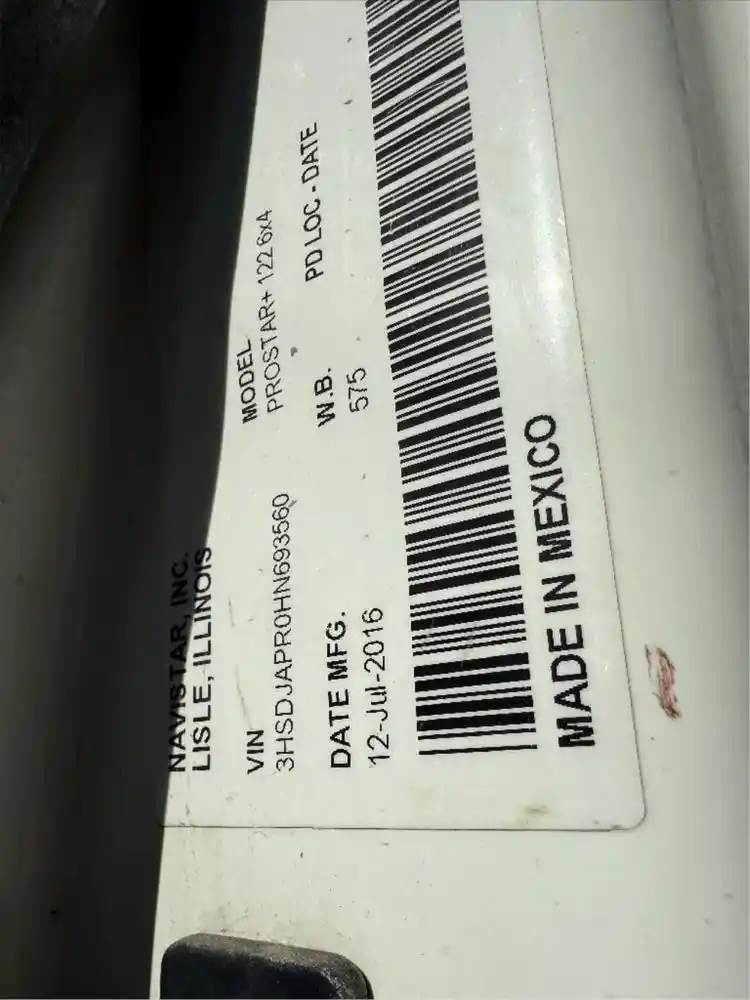 NAVISTAR, INC.
LISLE, ILLINOIS
VIN
3HSDJAPR0HN693560
MODEL
PROSTAR+ 122 6x4
DATE MFG.
12-Jul-2016
W.B.
575
PD LOC - DATE
MADE IN MEXICO